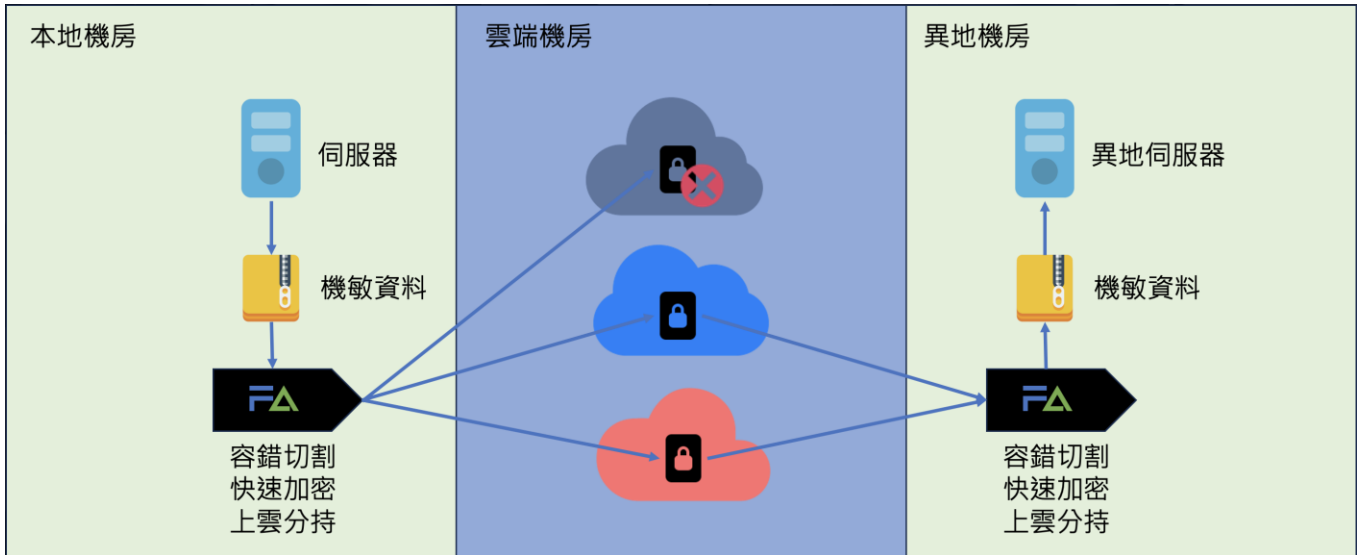 本地機房
雲端機房
異地機房
伺服器
異地伺服器
機敏資料
機敏資料
FA
FA
容錯切割
快速加密
上雲分持
容錯切割
快速加密
上雲分持